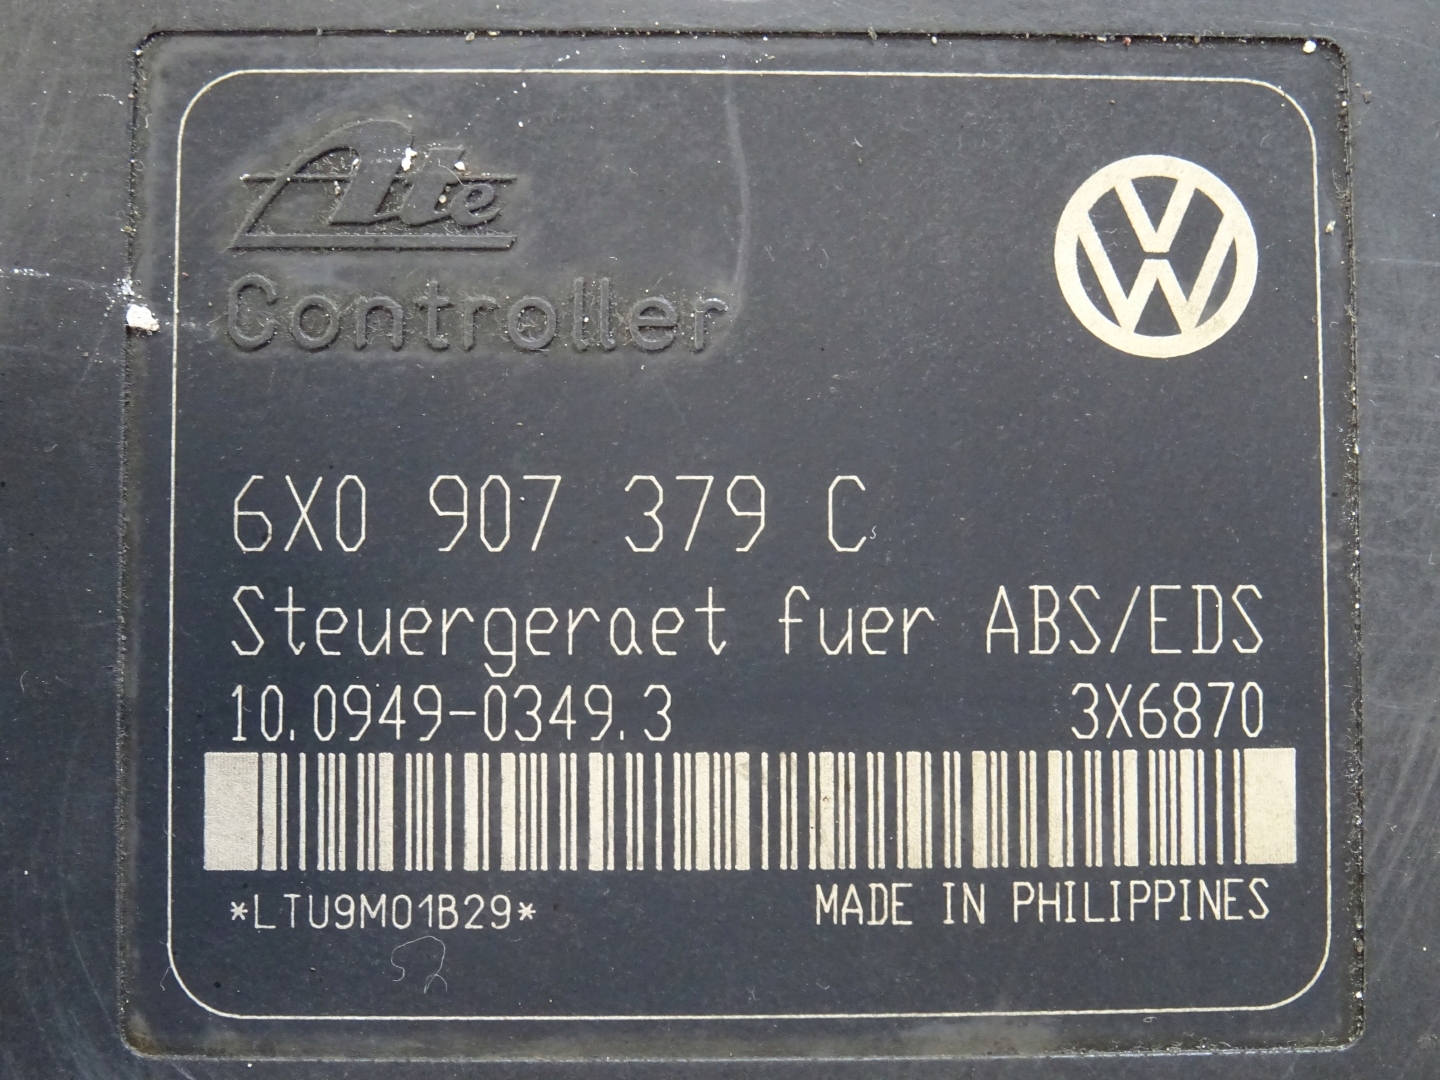 Ate
Controller
6X0 907 379 C
Steuergeraet fuer ABS/EDS
10.0949-0349.3 3X6870
*LTU9M01B29* MADE IN PHILIPPINES